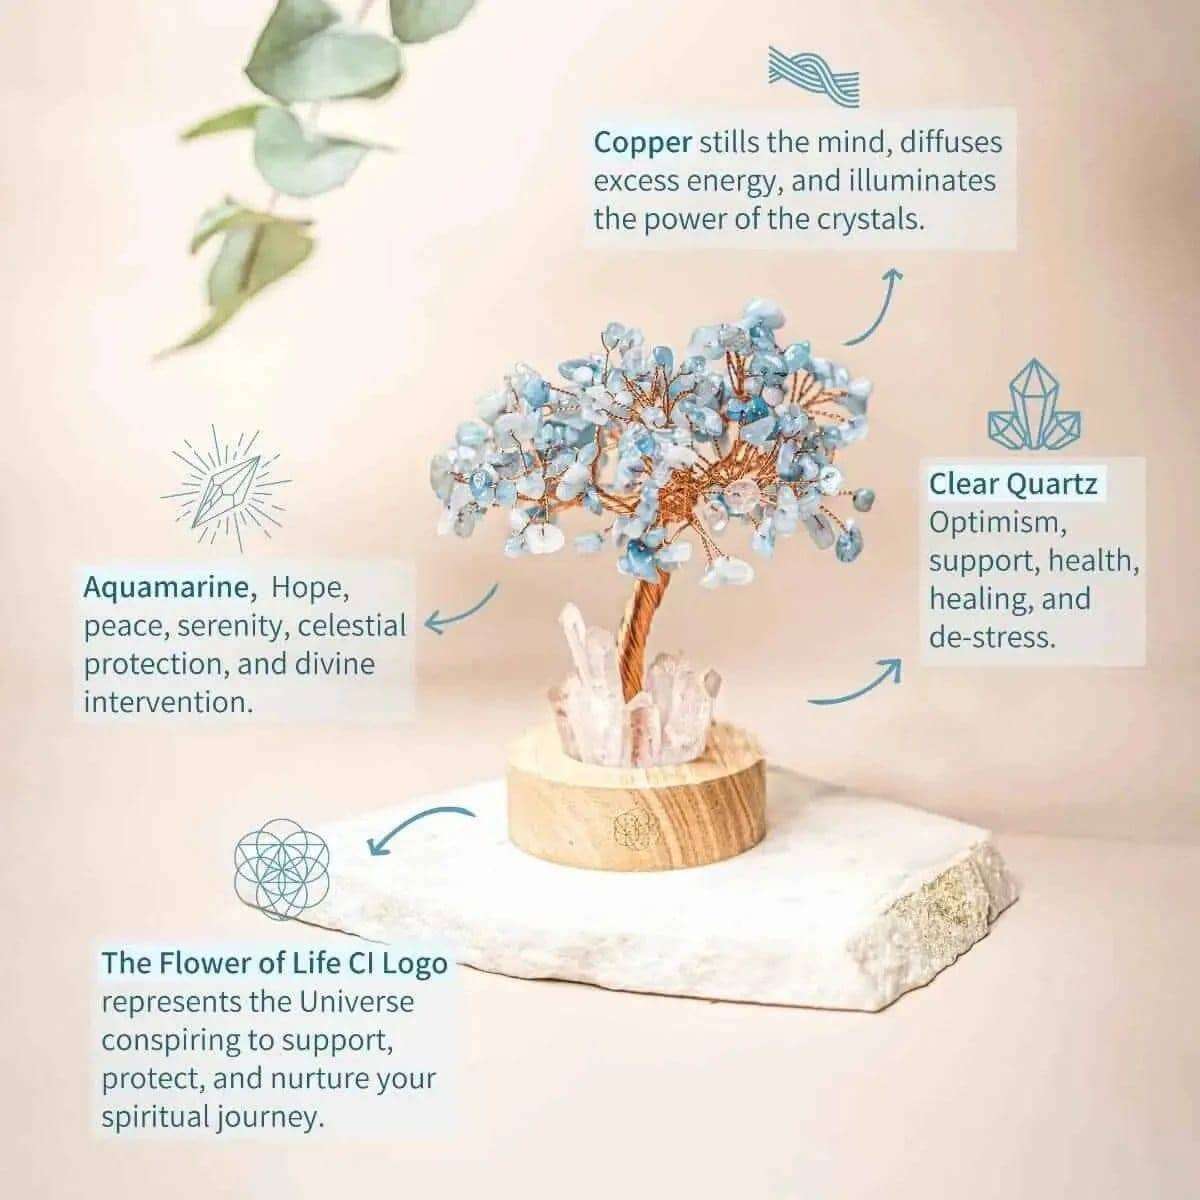 Copper stills the mind, diffuses
excess energy, and illuminates
the power of the crystals.
Clear Quartz
Optimism,
support, health,
healing, and
de-stress.
Aquamarine, Hope,
peace, serenity, celestial
protection, and divine
intervention.
The Flower of Life CI Logo
represents the Universe
conspiring to support,
protect, and nurture your
spiritual journey.